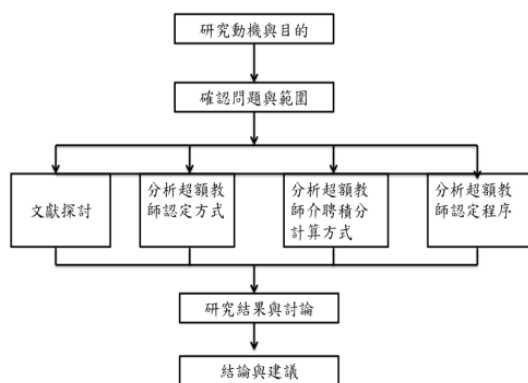 研究動機與目的
確認問題與範圍
文獻探討
分析超額教
師認定方式
分析超額教
師介聘積分
計算方式
分析超額教
師認定程序
研究結果與討論
結論與建議